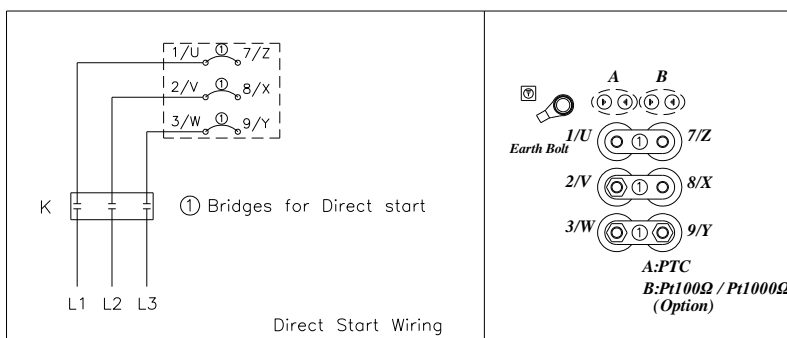 1/U ① 7/Z
2/V ① 8/X
3/W ① 9/Y
K
① Bridges for Direct start
L1 L2 L3
Direct Start Wiring
A B
Earth Bolt
1/U ① 7/Z
2/V ① 8/X
3/W ① 9/Y
A:PTC
B:Pt100Ω / Pt1000Ω
(Option)